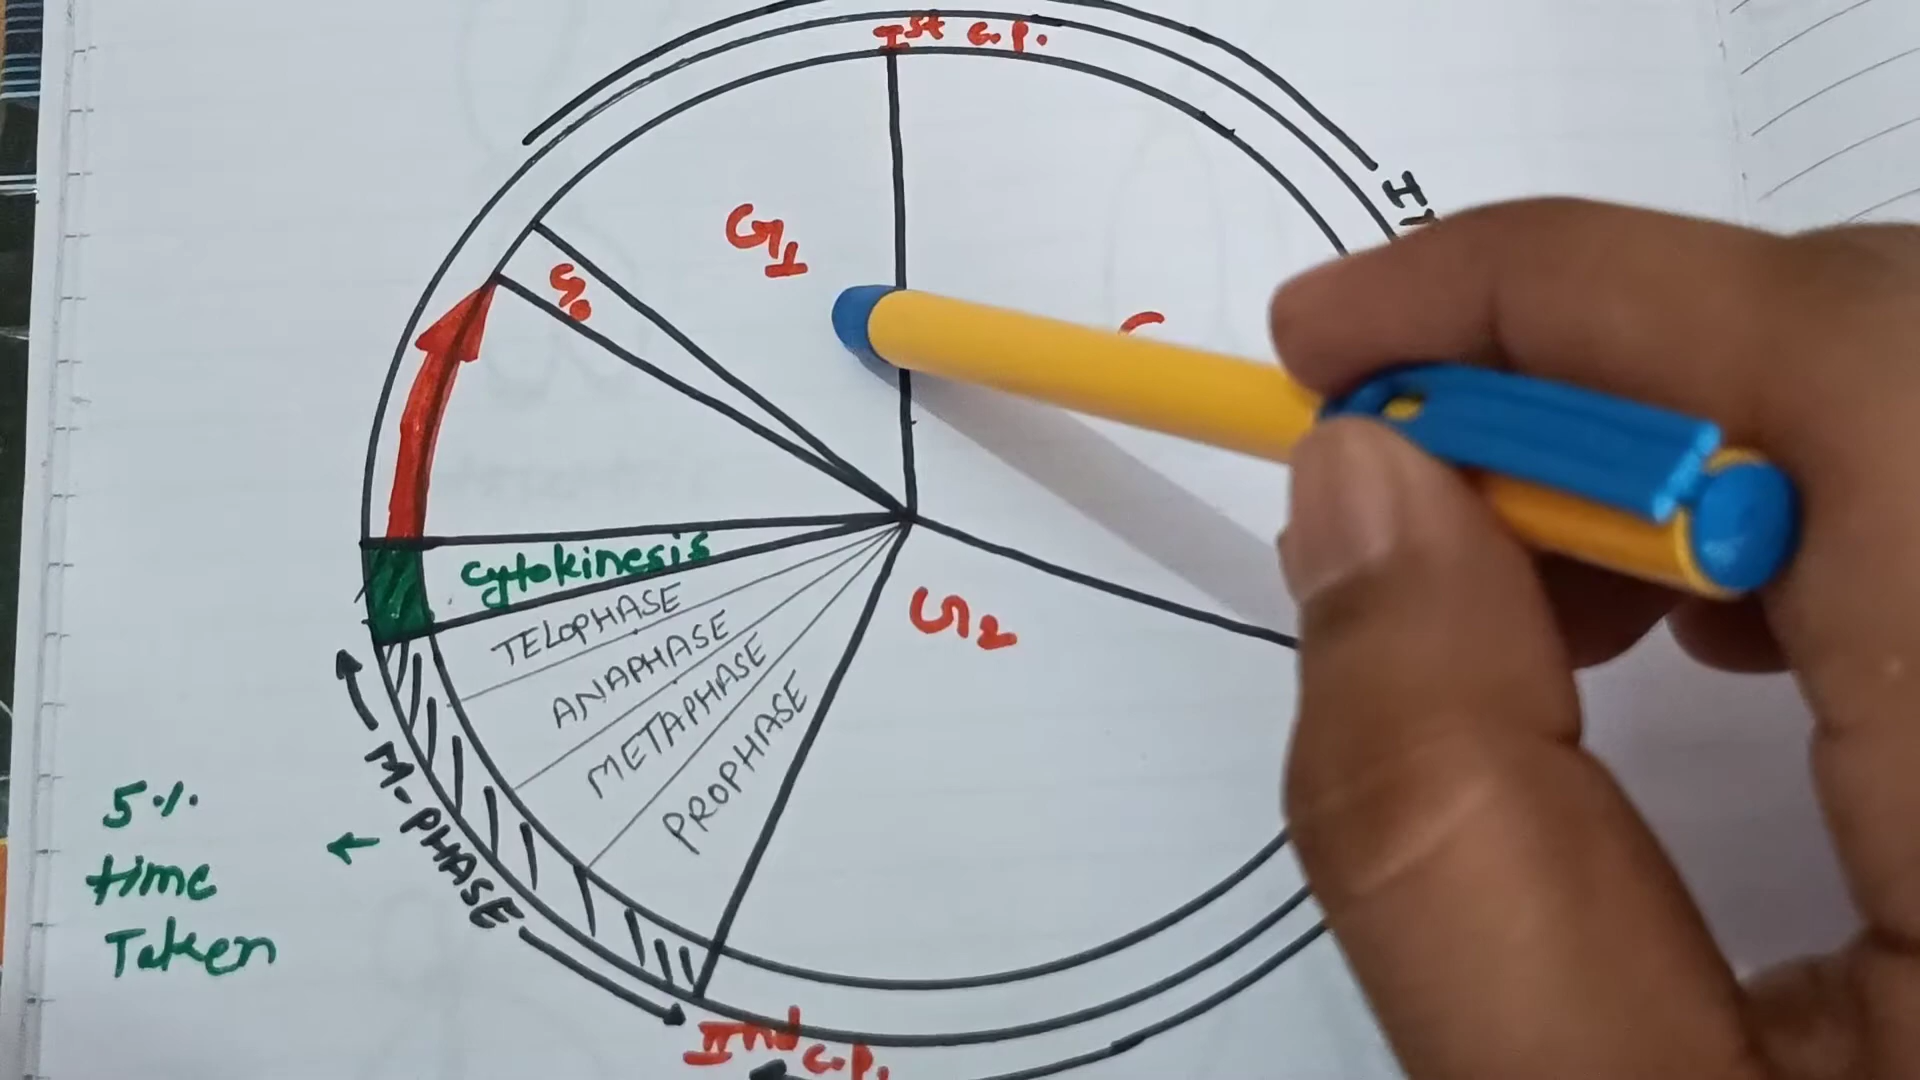 Ist C.P.
G1
G0
Cytokinesis
TELOPHASE
ANAPHASE
METAPHASE
PROPHASE
G2
M-PHASE
5%
time
Taken
IInd C.P.